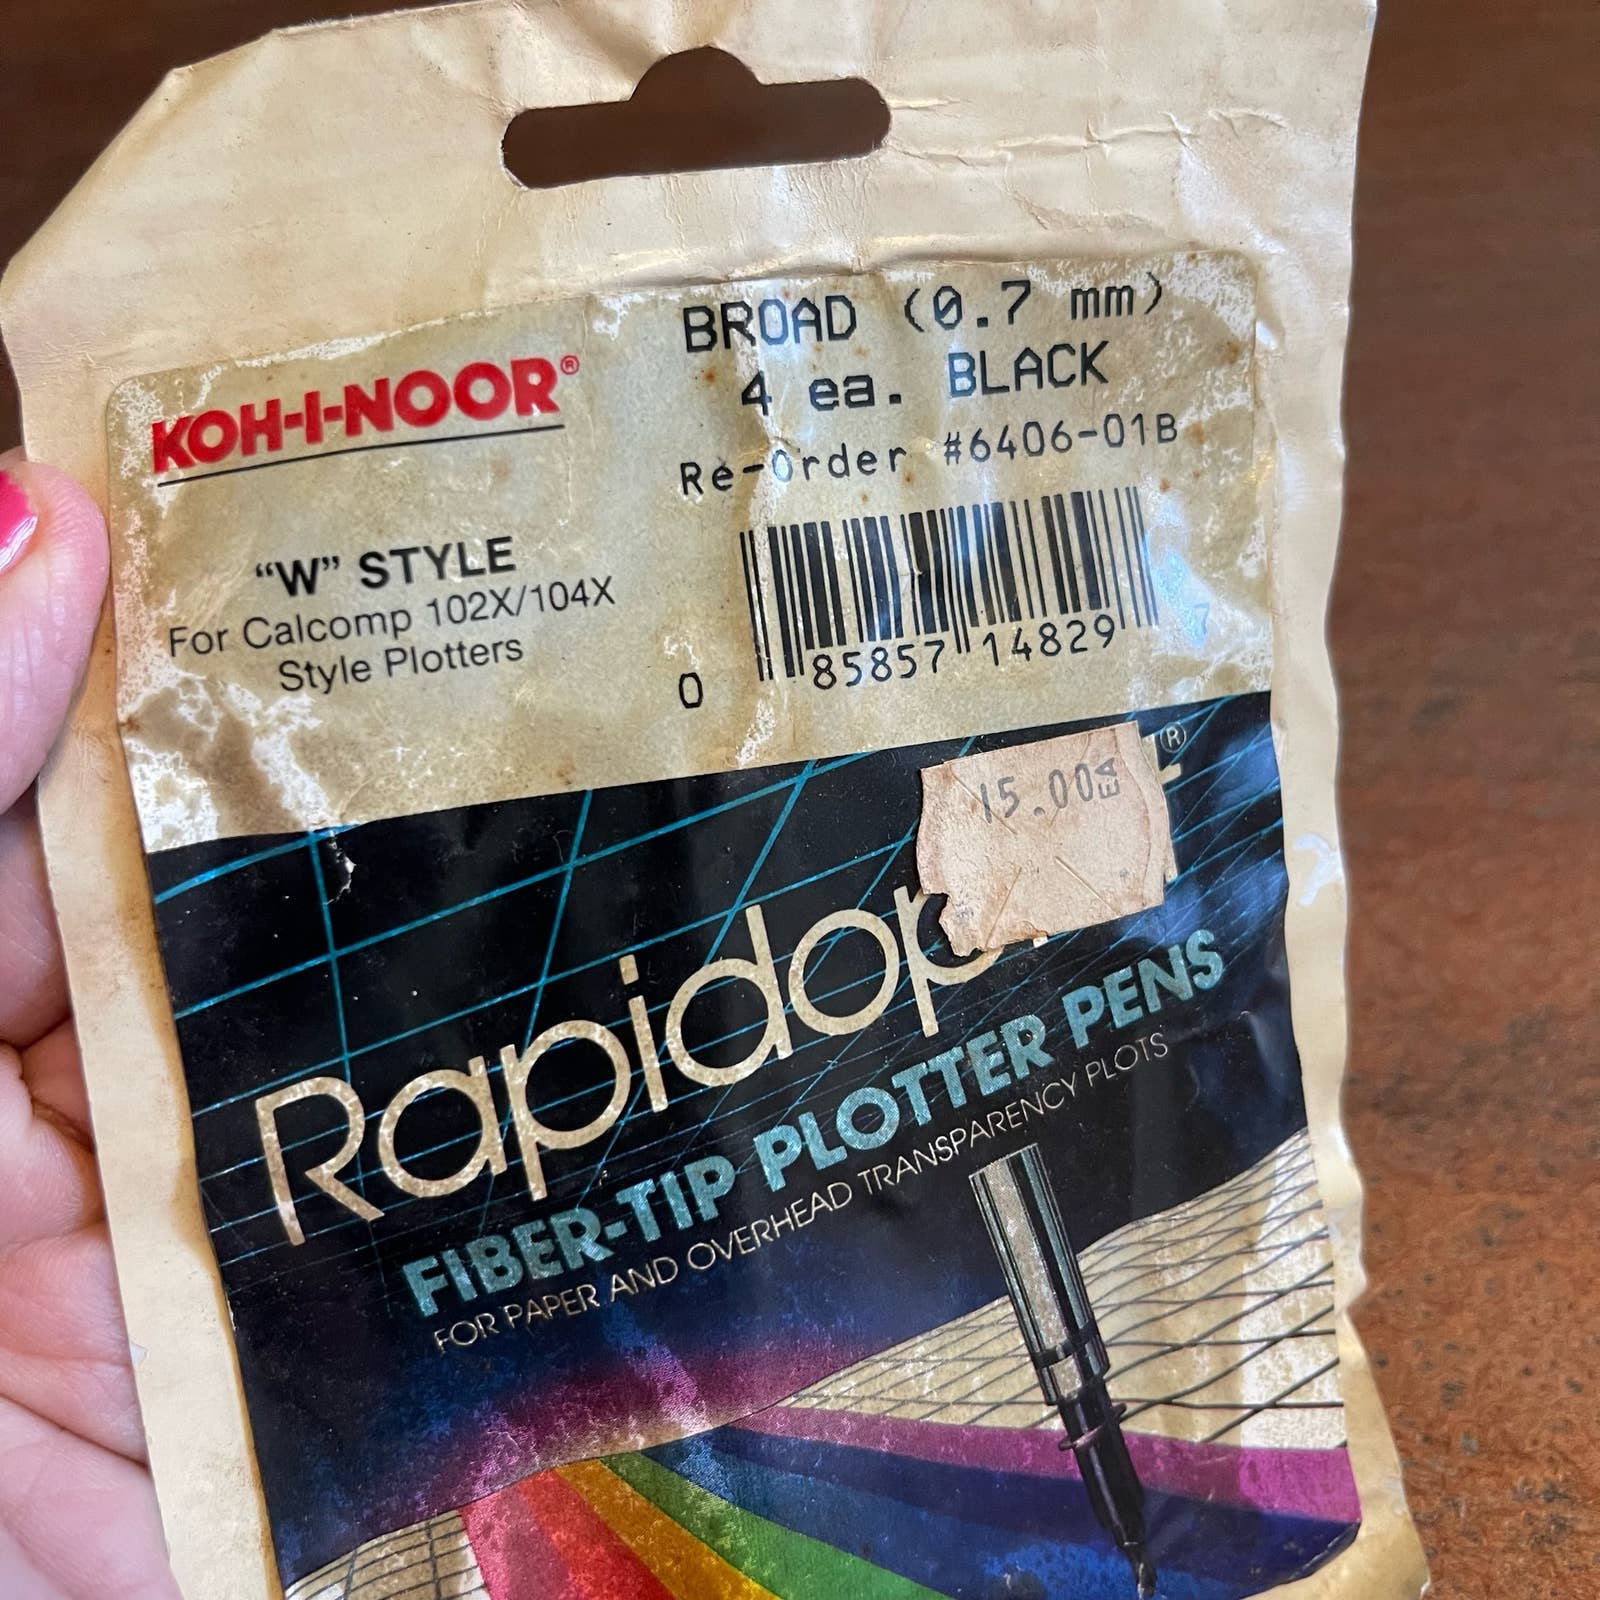 BROAD (0.7 mm)
4 ea. BLACK
Re-Order #6406-01B
KOH-I-NOOR®
"W" STYLE
For Calcomp 102X/104X
Style Plotters
0 85857 14829 7
15.00 EA
®
FIBER-TIP PLOTTER PENS
FOR PAPER AND OVERHEAD TRANSPARENCY PLOTS